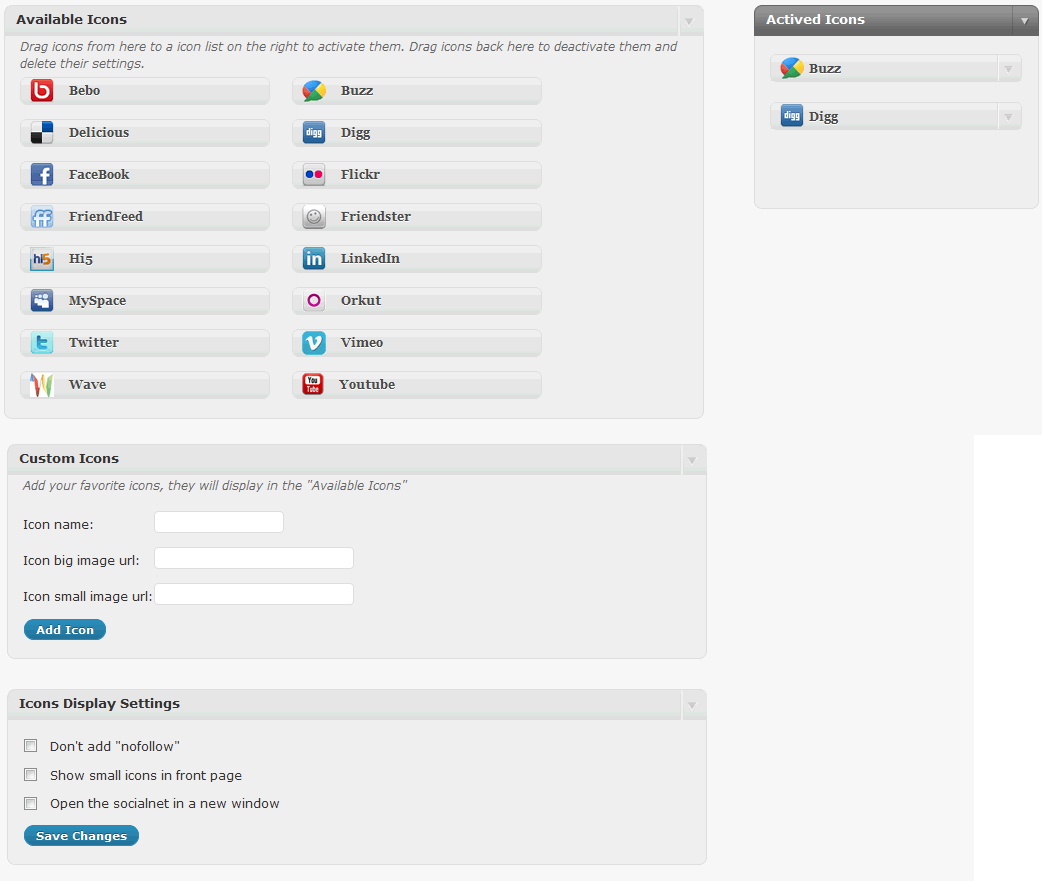 Available Icons
Drag icons from here to a icon list on the right to activate them. Drag icons back here to deactivate them and
delete their settings.
Bebo
Buzz
Delicious
digg Digg
FaceBook
Flickr
FriendFeed
Friendster
hi5 Hi5
in LinkedIn
MySpace
Orkut
Twitter
Vimeo
Wave
You Tube Youtube
Actived Icons
Buzz
digg Digg
Custom Icons
Add your favorite icons, they will display in the "Available Icons"
Icon name:
Icon big image url:
Icon small image url:
Add Icon
Icons Display Settings
Don't add "nofollow"
Show small icons in front page
Open the socialnet in a new window
Save Changes